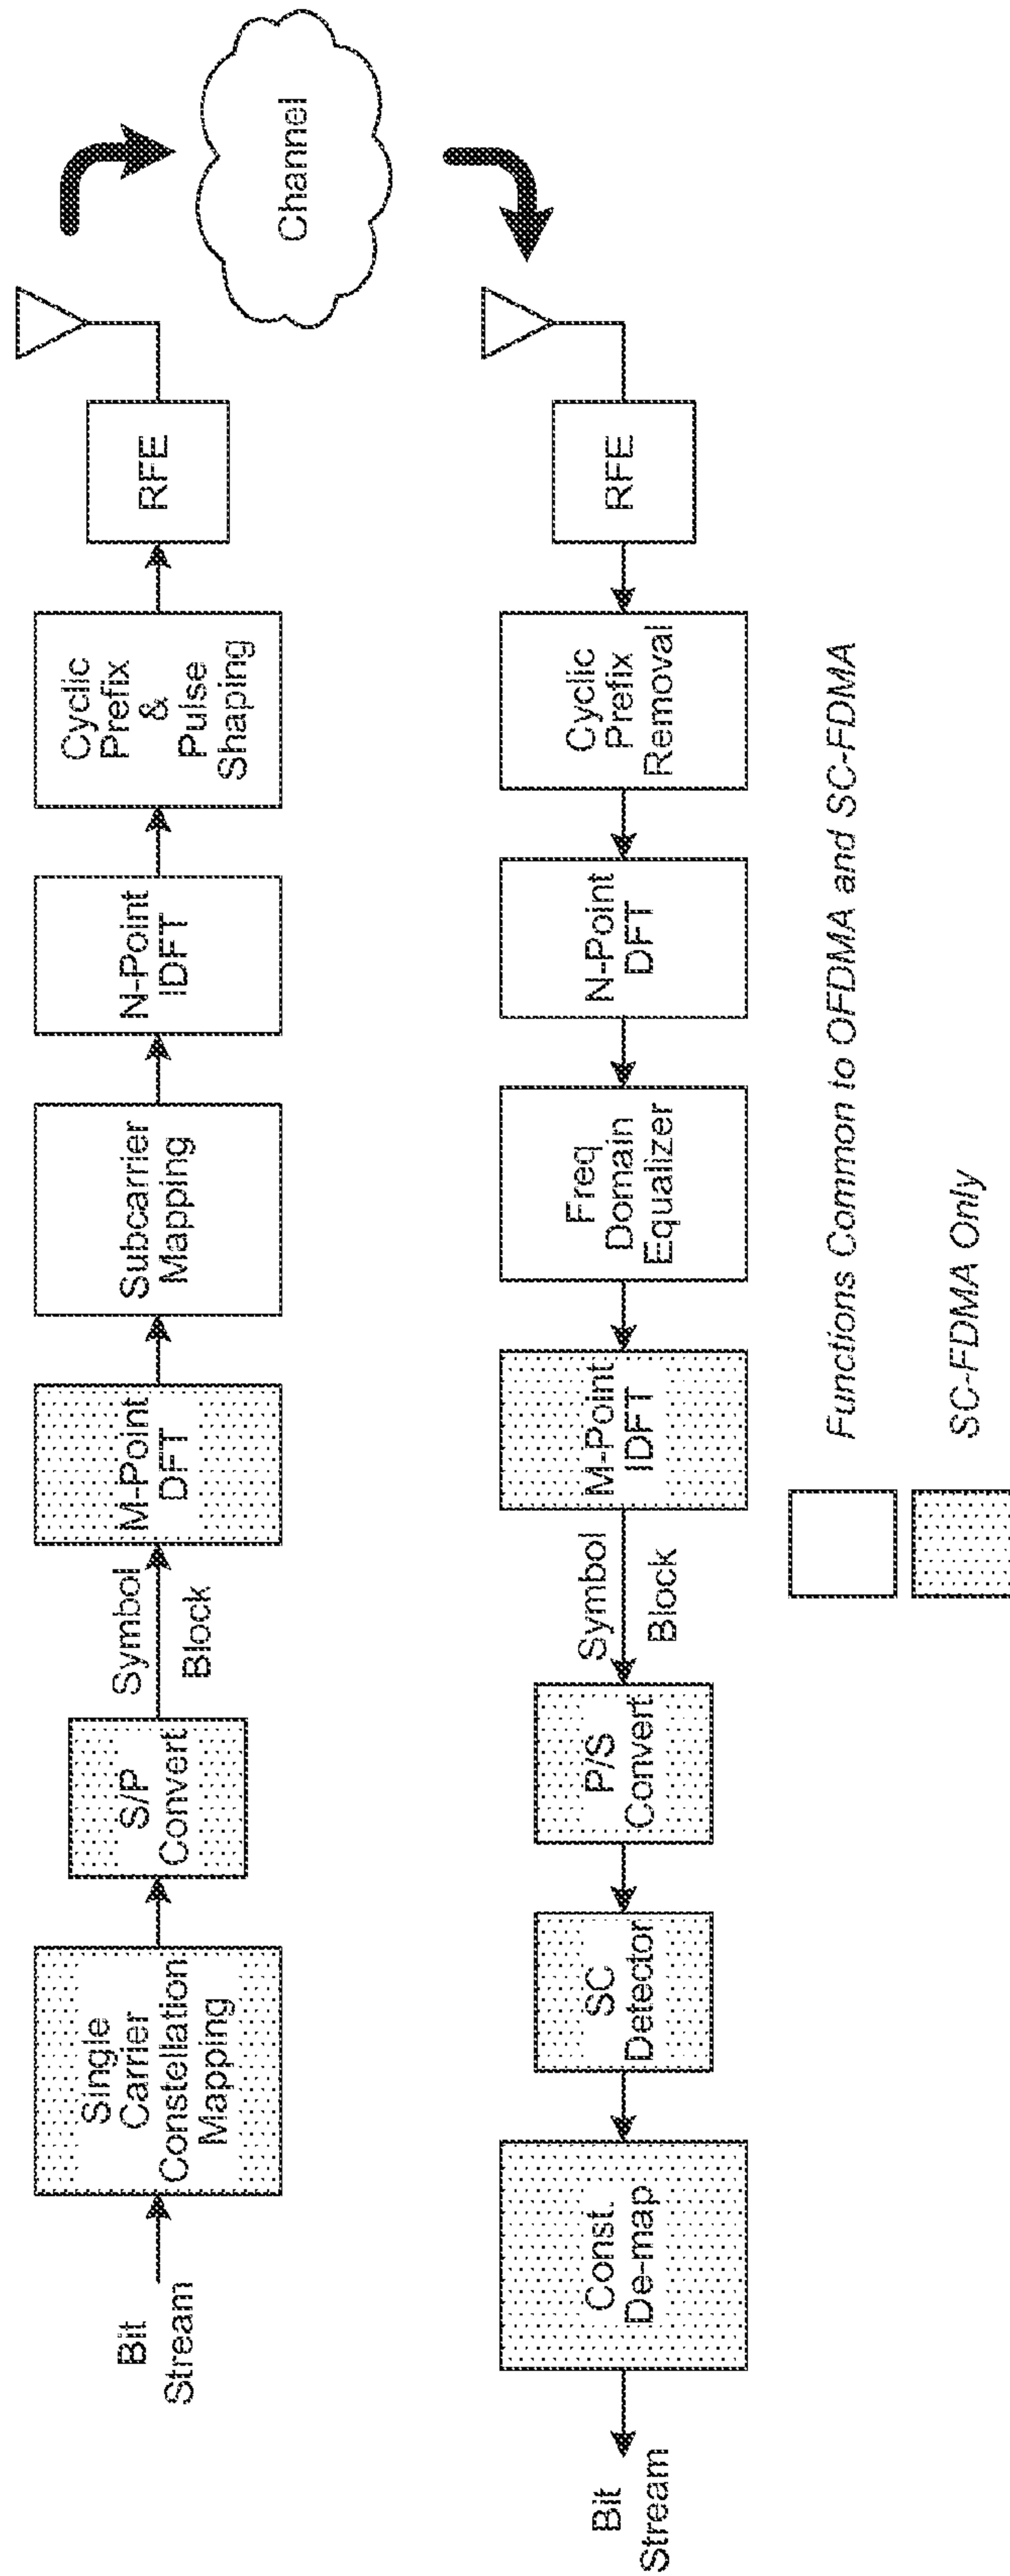 Bit
Stream
Single
Carrier
Constellation
Mapping
S/P
Convert
Symbol
Block
M-Point
DFT
Subcarrier
Mapping
N-Point
IDFT
Cyclic
Prefix
&
Pulse
Shaping
RFE
Channel
Bit
Stream
Const.
De-map
SC
Detector
P/S
Convert
Symbol
Block
M-Point
IDFT
Freq
Domain
Equalizer
N-Point
DFT
Cyclic
Prefix
Removal
RFE
Functions Common to OFDMA and SC-FDMA
SC-FDMA Only